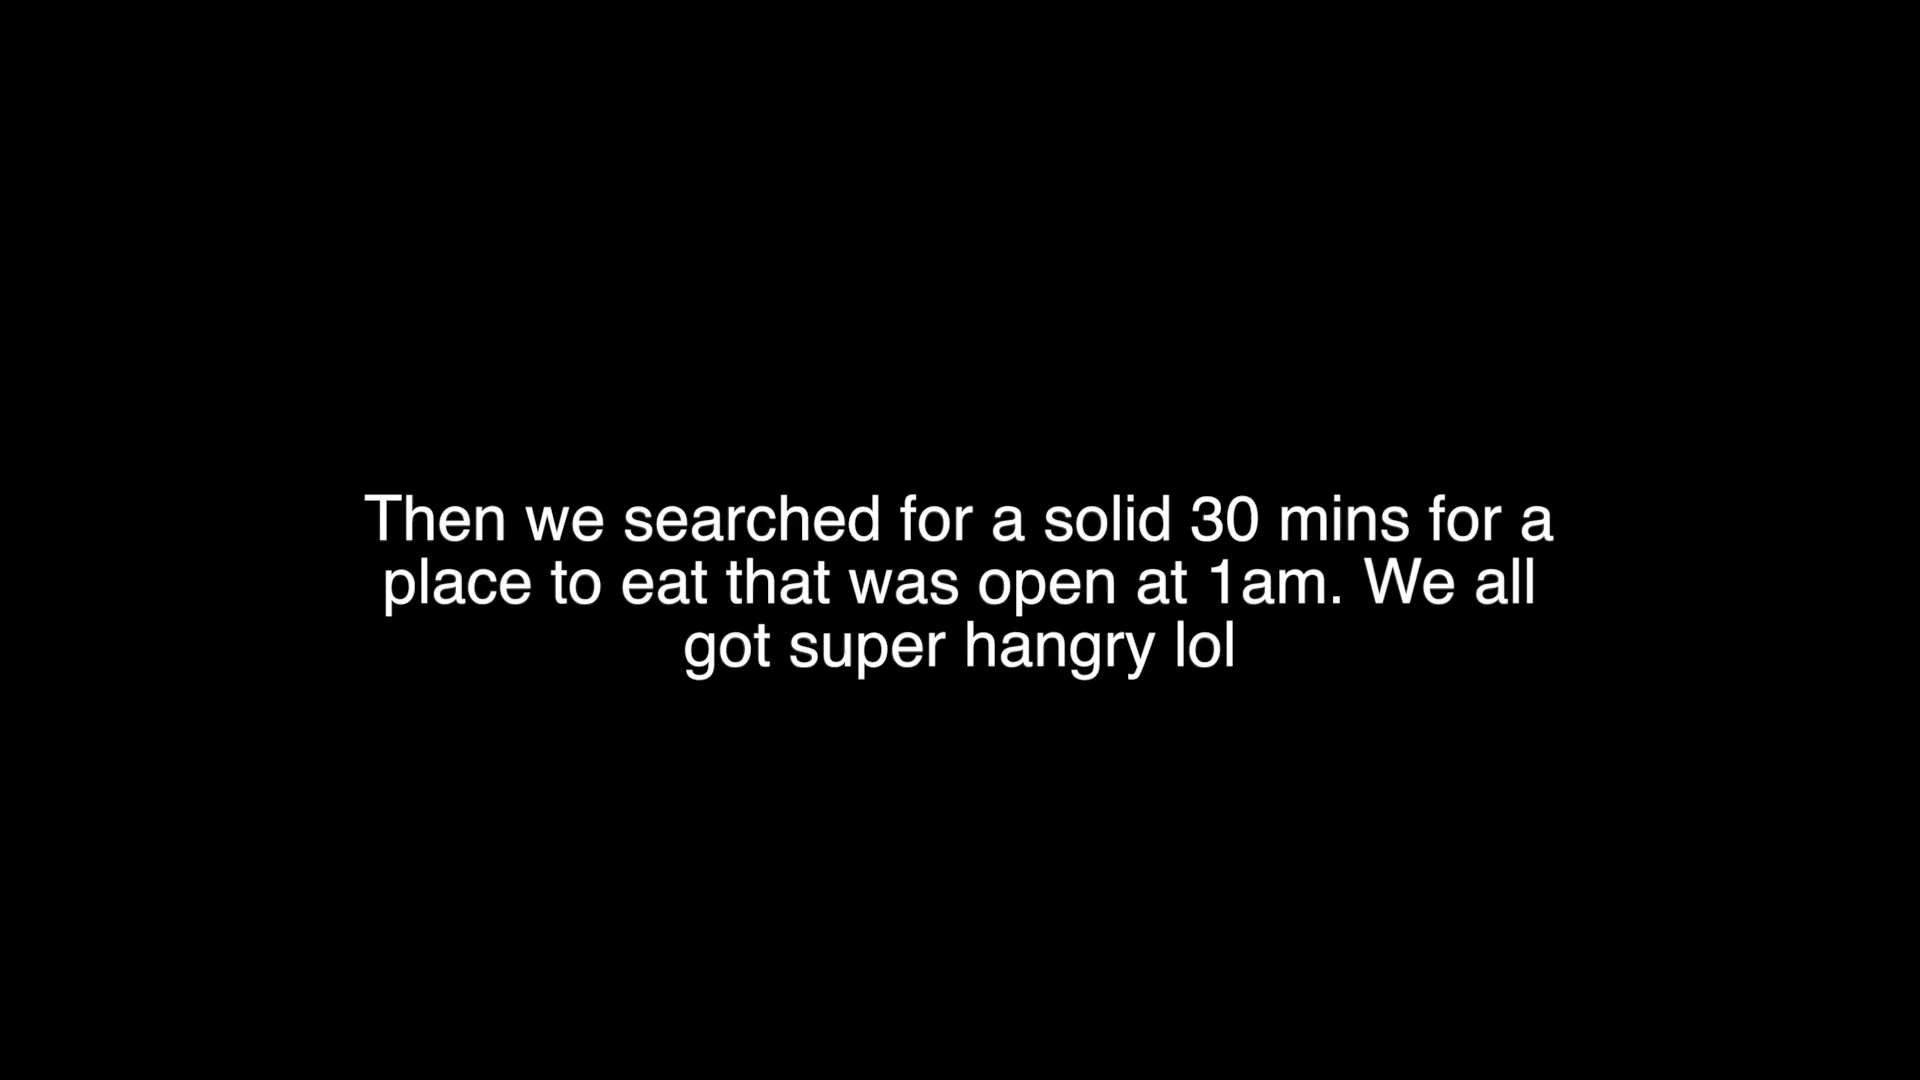 Then we searched for a solid 30 mins for a
place to eat that was open at 1am. We all
got super hangry lol